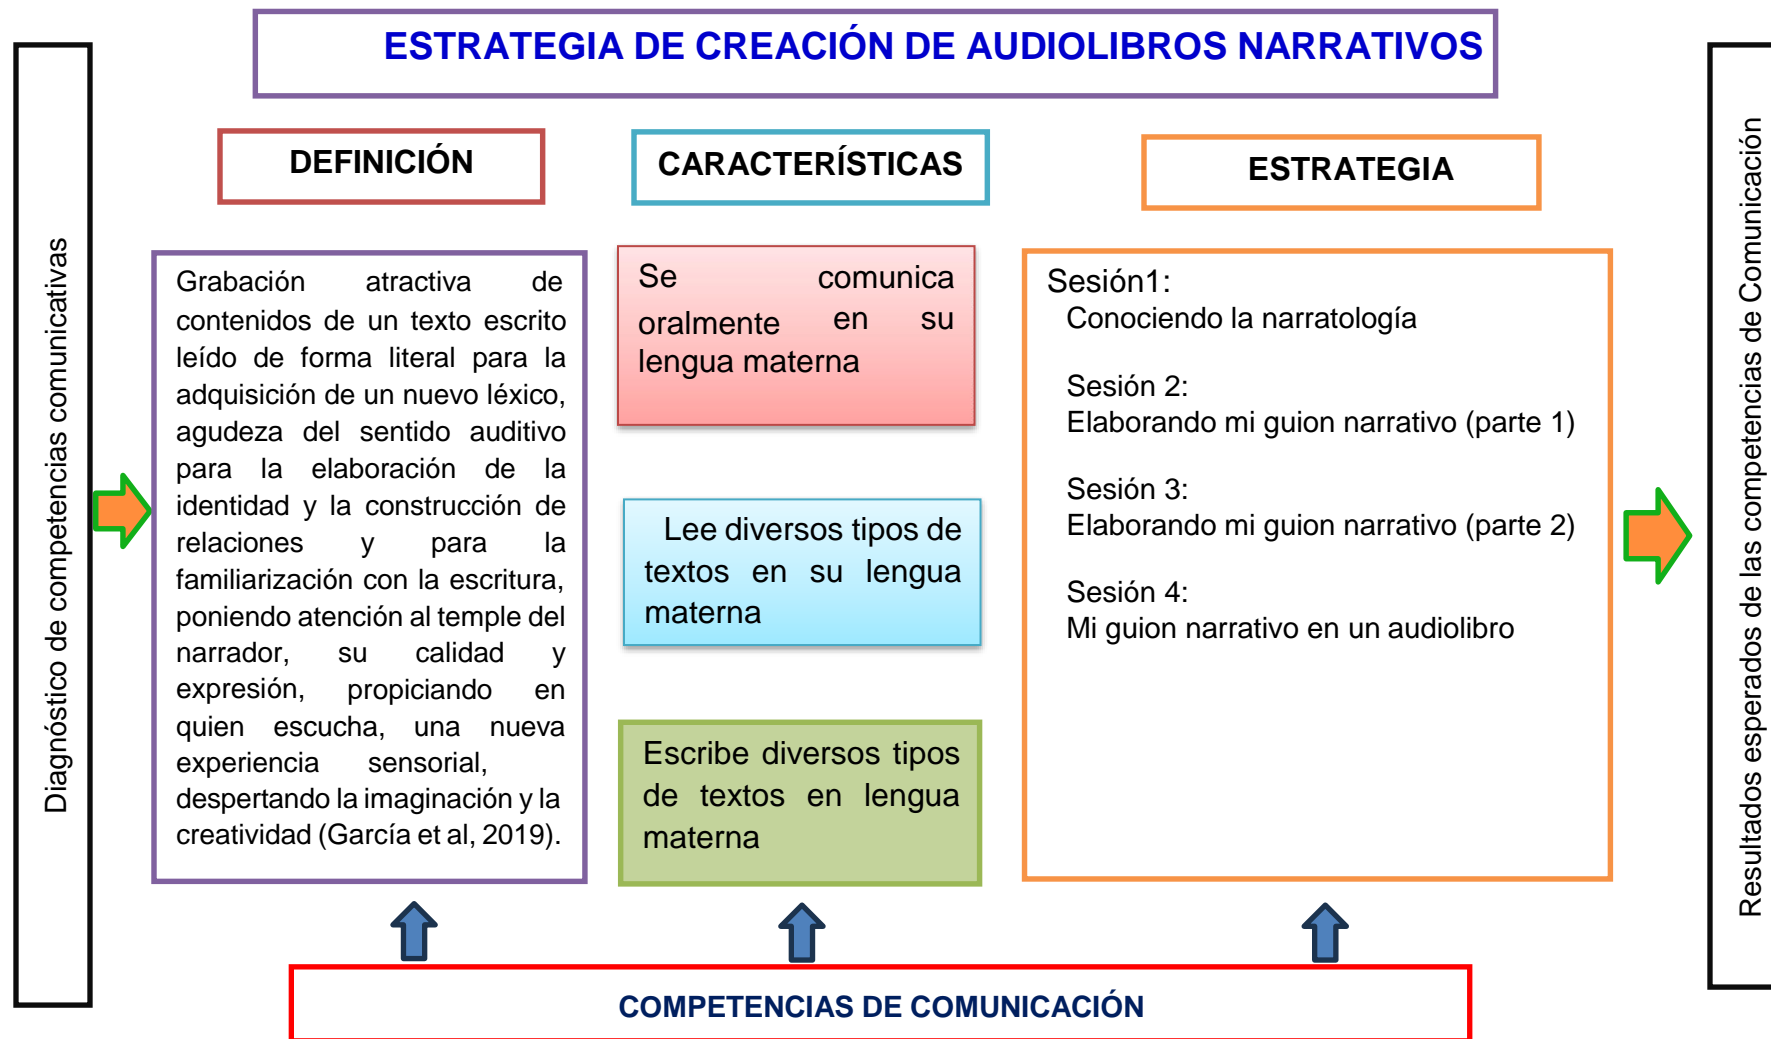 ESTRATEGIA DE CREACIÓN DE AUDIOLIBROS NARRATIVOS
Diagnóstico de competencias comunicativas
DEFINICIÓN
Grabación atractiva de
contenidos de un texto escrito
leído de forma literal para la
adquisición de un nuevo léxico,
agudeza del sentido auditivo
para la elaboración de la
identidad y la construcción de
relaciones y para la
familiarización con la escritura,
poniendo atención al temple del
narrador, su calidad y
expresión, propiciando en
quien escucha, una nueva
experiencia sensorial,
despertando la imaginación y la
creatividad (García et al, 2019).
CARACTERÍSTICAS
Se comunica
oralmente en su
lengua materna
Lee diversos tipos de
textos en su lengua
materna
Escribe diversos tipos
de textos en lengua
materna
ESTRATEGIA
Sesión1:
Conociendo la narratología
Sesión 2:
Elaborando mi guion narrativo (parte 1)
Sesión 3:
Elaborando mi guion narrativo (parte 2)
Sesión 4:
Mi guion narrativo en un audiolibro
Resultados esperados de las competencias de Comunicación
COMPETENCIAS DE COMUNICACIÓN